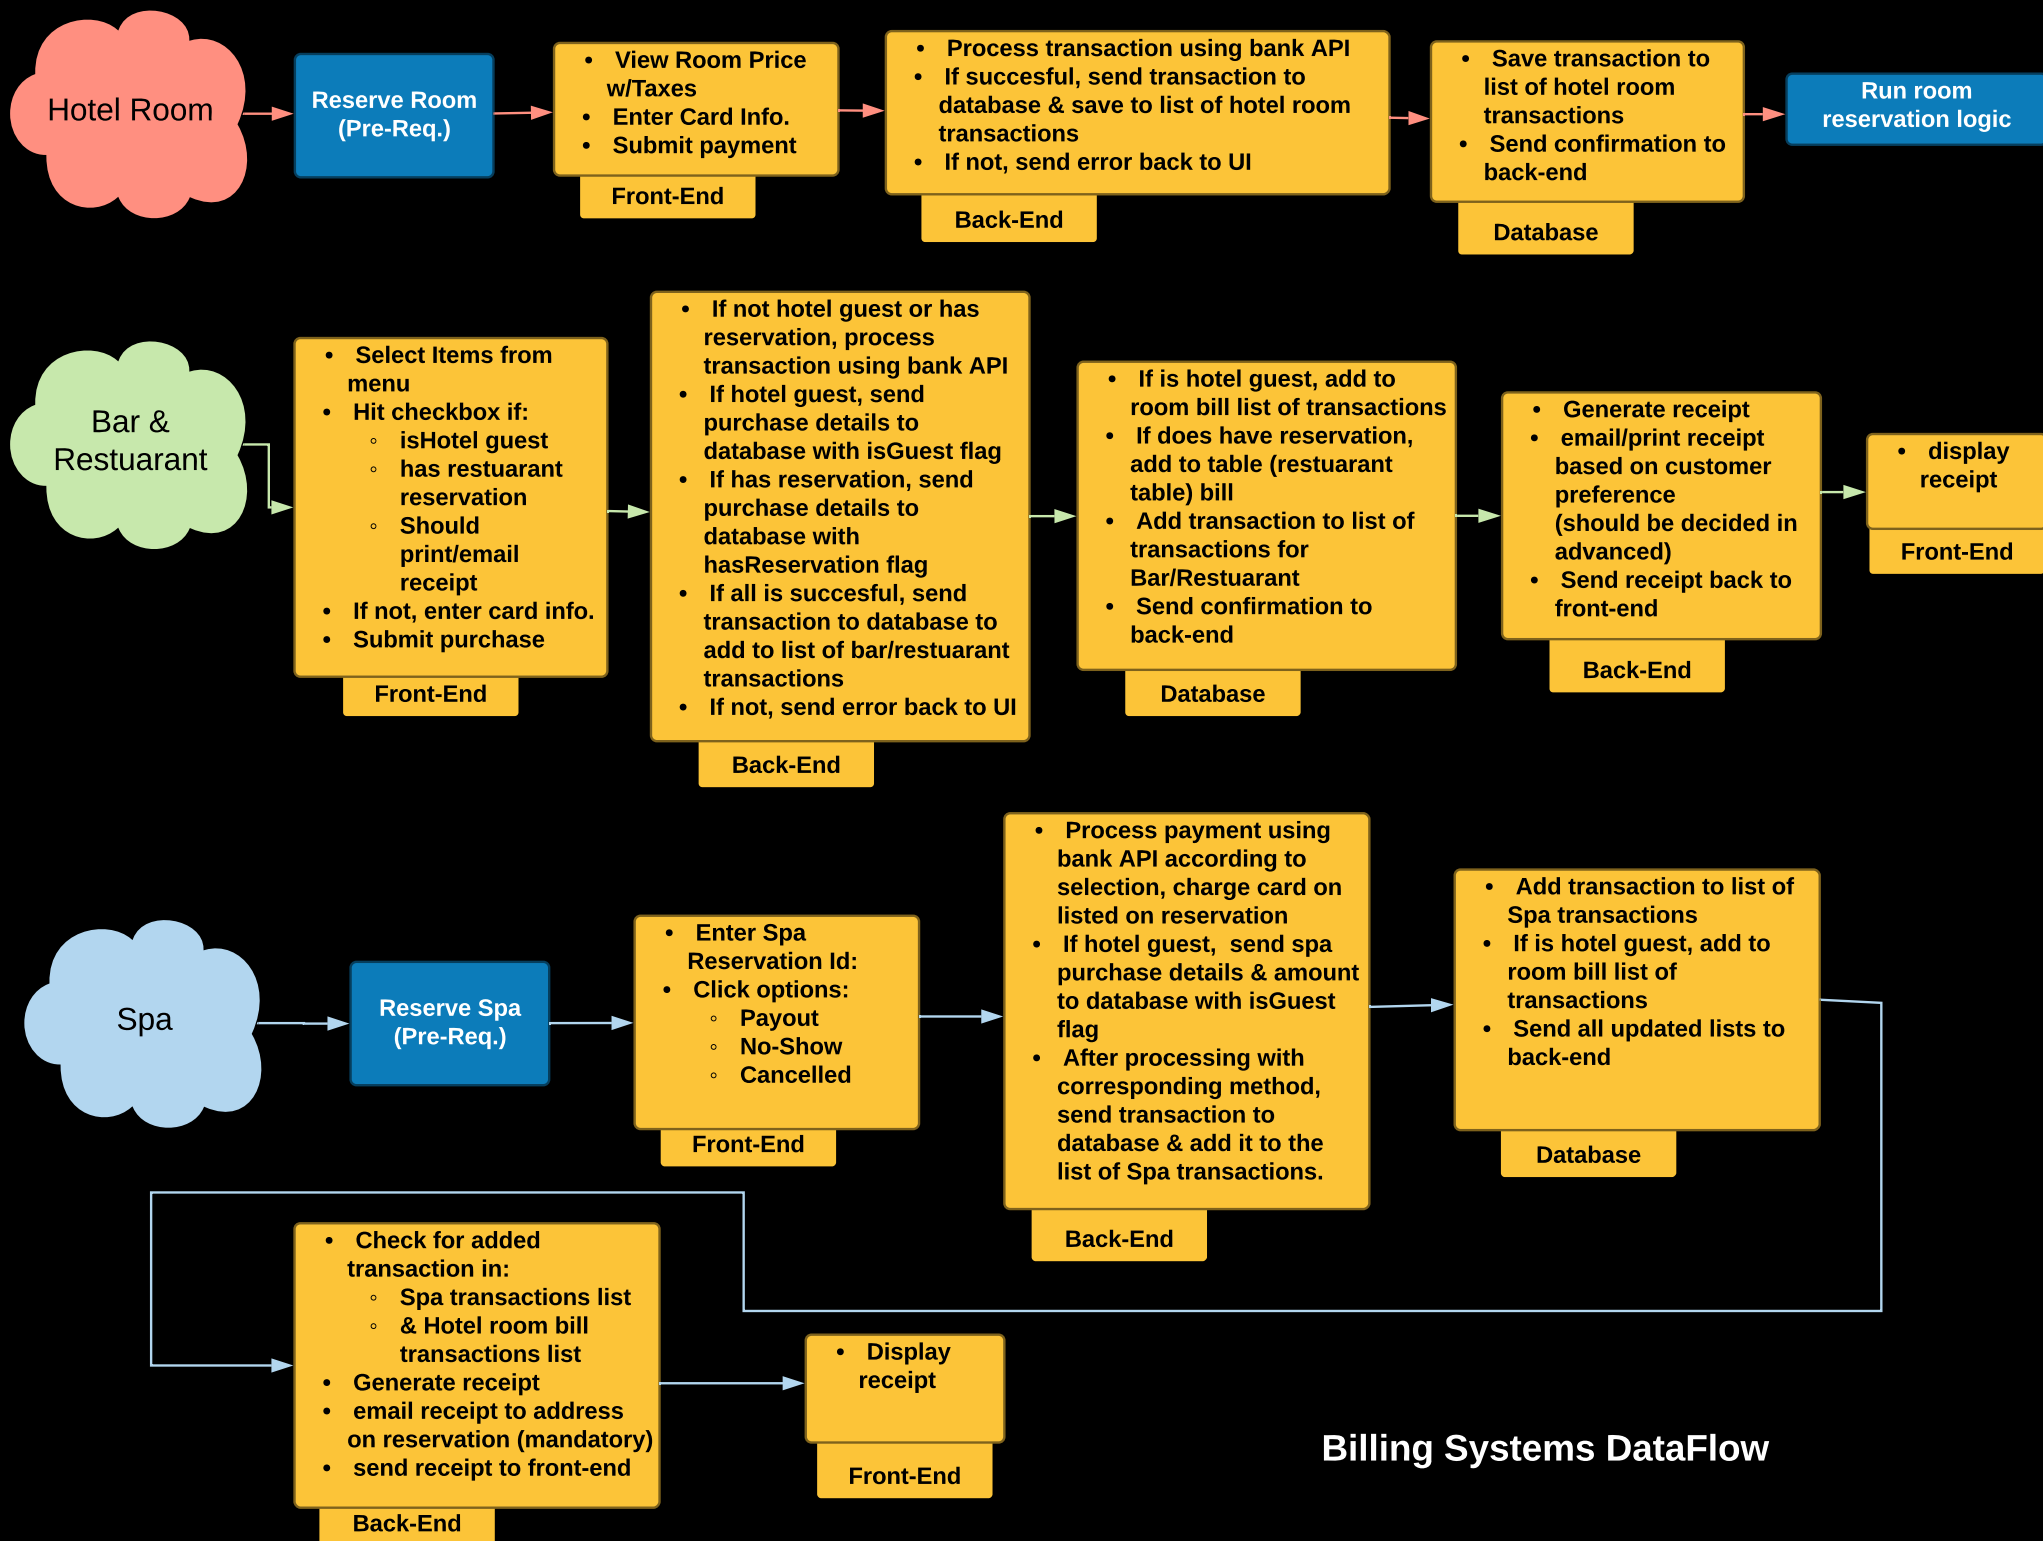 Hotel Room
Reserve Room
(Pre-Req.)
• View Room Price
w/Taxes
• Enter Card Info.
• Submit payment
Front-End
• Process transaction using bank API
• If succesful, send transaction to
database & save to list of hotel room
transactions
• If not, send error back to UI
Back-End
• Save transaction to
list of hotel room
transactions
• Send confirmation to
back-end
Database
Run room
reservation logic
Bar &
Restuarant
• Select Items from
menu
• Hit checkbox if:
◦ isHotel guest
◦ has restuarant
reservation
◦ Should
print/email
receipt
• If not, enter card info.
• Submit purchase
Front-End
• If not hotel guest or has
reservation, process
transaction using bank API
• If hotel guest, send
purchase details to
database with isGuest flag
• If has reservation, send
purchase details to
database with
hasReservation flag
• If all is succesful, send
transaction to database to
add to list of bar/restuarant
transactions
• If not, send error back to UI
Back-End
• If is hotel guest, add to
room bill list of transactions
• If does have reservation,
add to table (restuarant
table) bill
• Add transaction to list of
transactions for
Bar/Restuarant
• Send confirmation to
back-end
Database
• Generate receipt
• email/print receipt
based on customer
preference
(should be decided in
advanced)
• Send receipt back to
front-end
Back-End
• display
receipt
Front-End
Spa
Reserve Spa
(Pre-Req.)
• Enter Spa
Reservation Id:
• Click options:
◦ Payout
◦ No-Show
◦ Cancelled
Front-End
• Process payment using
bank API according to
selection, charge card on
listed on reservation
• If hotel guest, send spa
purchase details & amount
to database with isGuest
flag
• After processing with
corresponding method,
send transaction to
database & add it to the
list of Spa transactions.
Back-End
• Add transaction to list of
Spa transactions
• If is hotel guest, add to
room bill list of
transactions
• Send all updated lists to
back-end
Database
• Check for added
transaction in:
◦ Spa transactions list
◦ & Hotel room bill
transactions list
• Generate receipt
• email receipt to address
on reservation (mandatory)
• send receipt to front-end
Back-End
• Display
receipt
Front-End
Billing Systems DataFlow